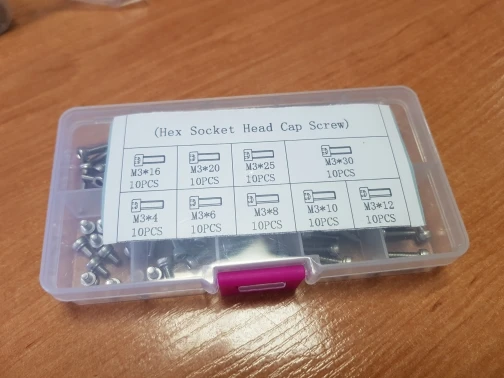 (Hex Socket Head Cap Screw)
M3*16 M3*20 M3*25 M3*30
10PCS 10PCS 10PCS 10PCS
M3*4 M3*6 M3*8 M3*10 M3*12
10PCS 10PCS 10PCS 10PCS 10PCS